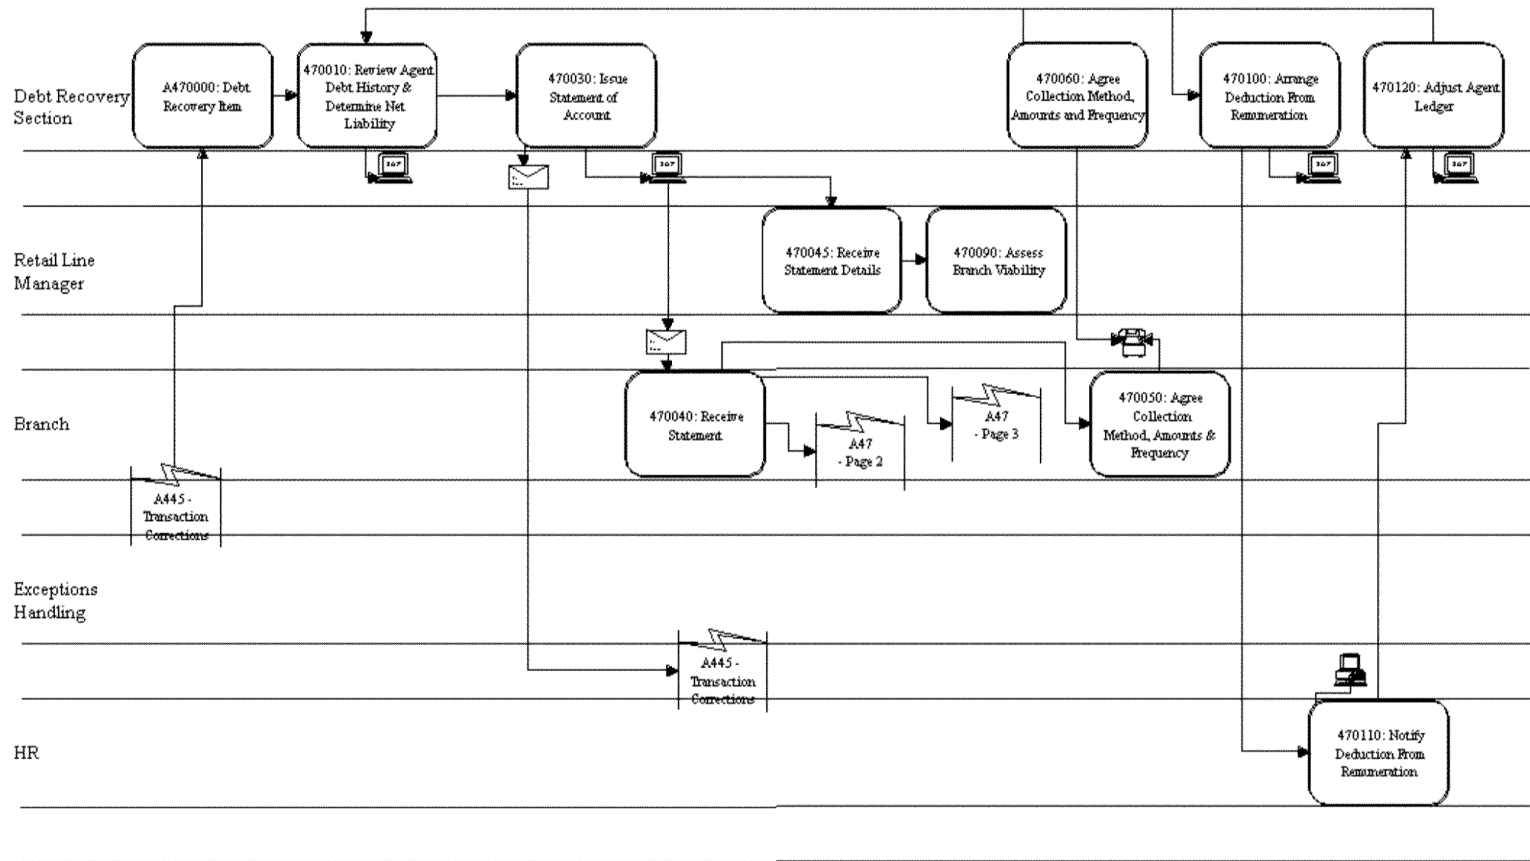 Debt Recovery
Section
A470000: Debt
Recovery Item
470010: Review Agent
Debt History &
Determine Net
Liability
470030: Issue
Statement of
Account
470060: Agree
Collection Method,
Amounts and Frequency
470100: Arrange
Deduction From
Remuneration
470120: Adjust Agent
Ledger
Retail Line
Manager
470045: Receive
Statement Details
470090: Assess
Branch Viability
Branch
470040: Receive
Statement
A47
- Page 2
A47
- Page 3
470050: Agree
Collection
Method, Amounts &
Frequency
A445 -
Transaction
Corrections
Exceptions
Handling
A445 -
Transaction
Corrections
HR
470110: Notify
Deduction From
Remuneration